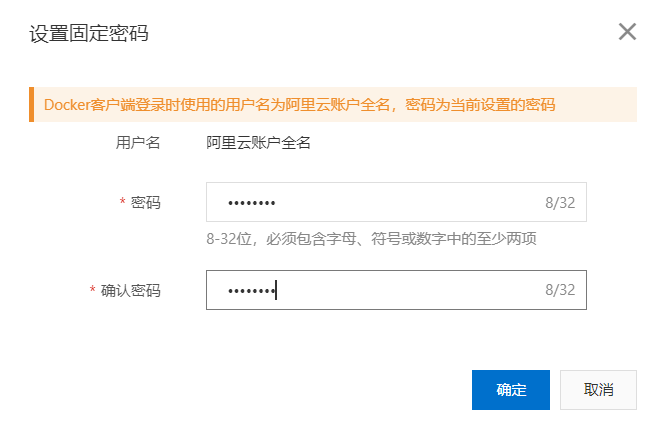 设置固定密码
Docker客户端登录时使用的用户名为阿里云账户全名，密码为当前设置的密码
用户名 阿里云账户全名
* 密码 •••••••• 8/32
8-32位，必须包含字母、符号或数字中的至少两项
* 确认密码 •••••••• 8/32
确定 取消